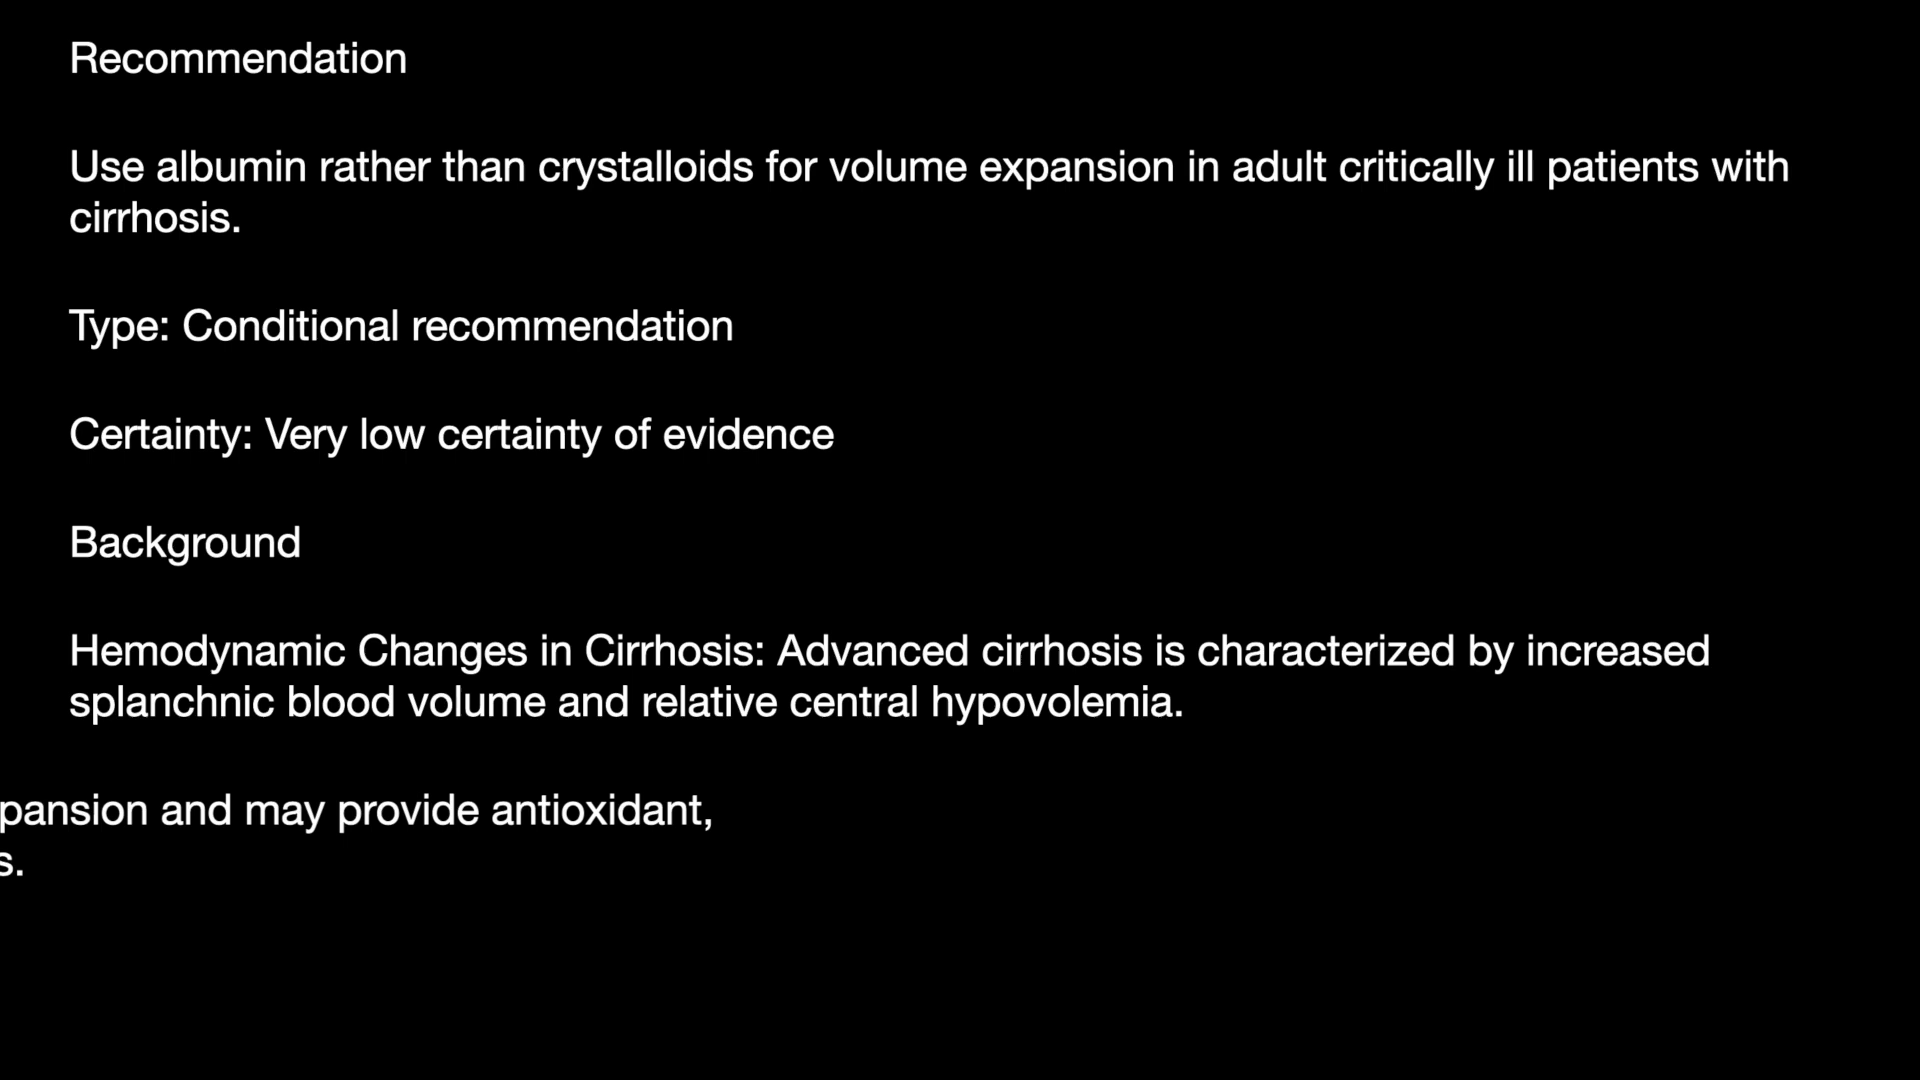 Recommendation
Use albumin rather than crystalloids for volume expansion in adult critically ill patients with
cirrhosis.
Type: Conditional recommendation
Certainty: Very low certainty of evidence
Background
Hemodynamic Changes in Cirrhosis: Advanced cirrhosis is characterized by increased
splanchnic blood volume and relative central hypovolemia.
pansion and may provide antioxidant,
s.